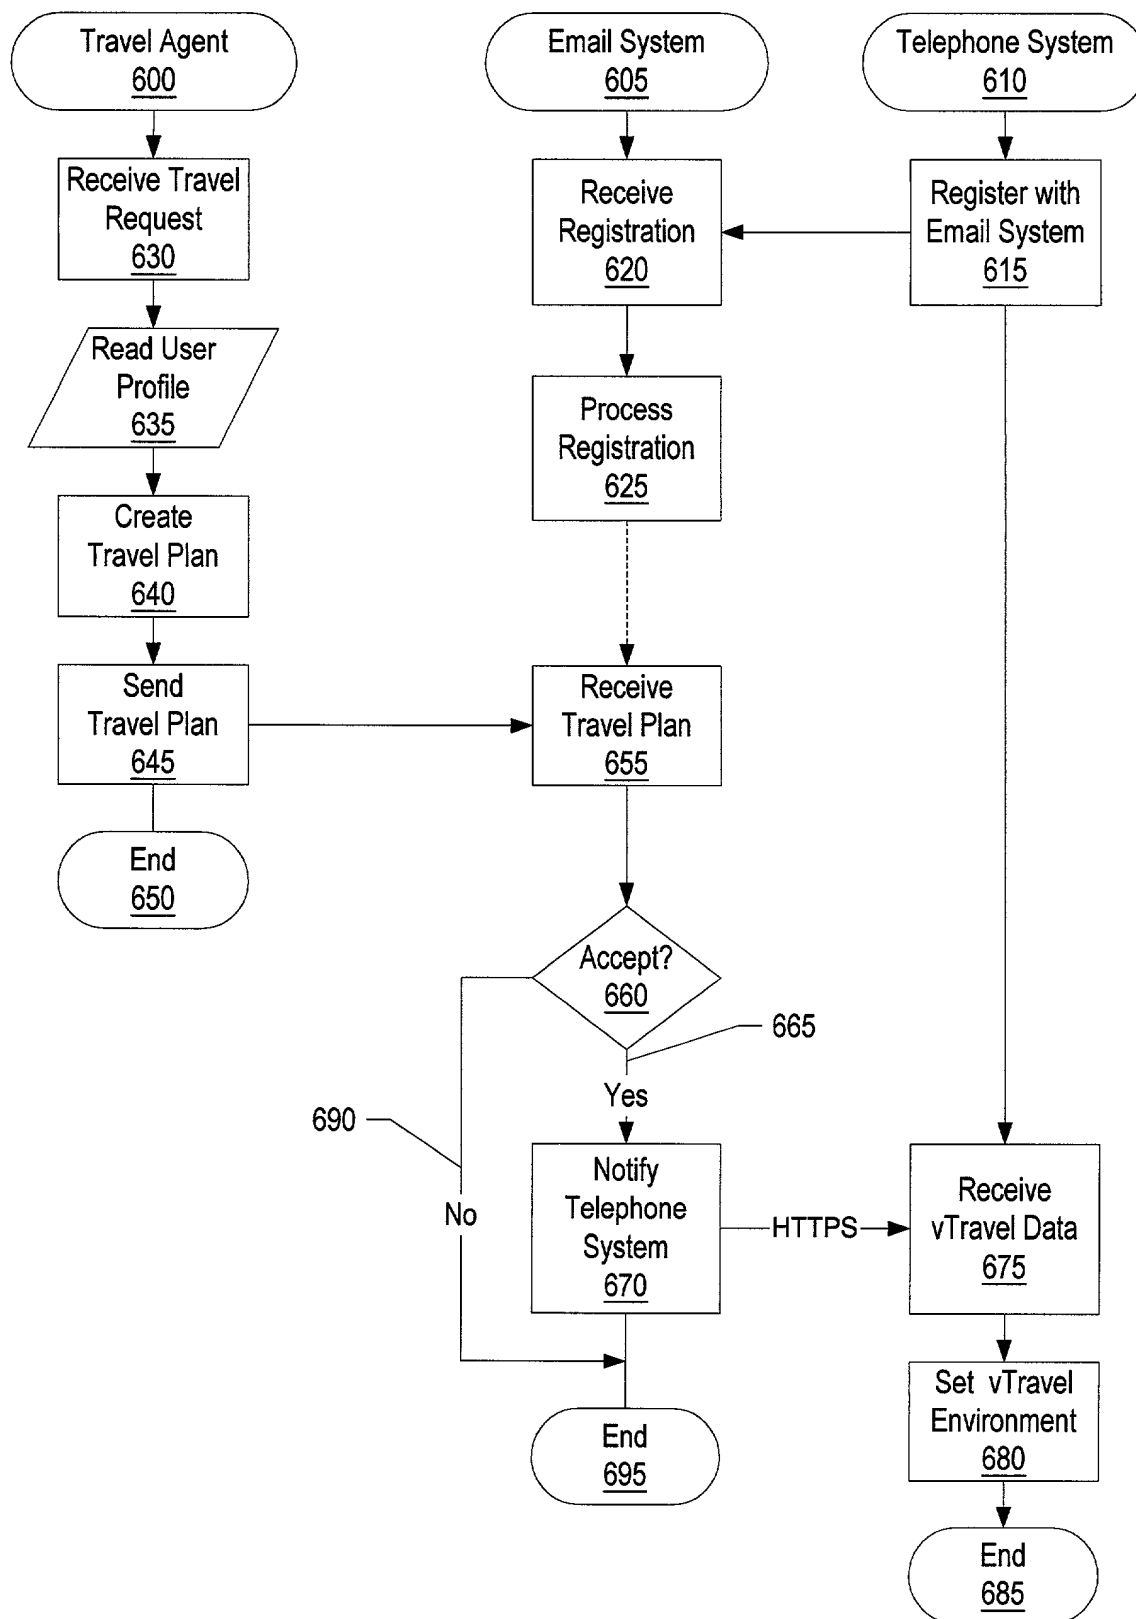 Travel Agent
600
Email System
605
Telephone System
610
Receive Travel
Request
630
Receive
Registration
620
Register with
Email System
615
Read User
Profile
635
Process
Registration
625
Create
Travel Plan
640
Send
Travel Plan
645
Receive
Travel Plan
655
End
650
Accept?
660
665
Yes
690
No
Notify
Telephone
System
670
HTTPS
Receive
vTravel Data
675
Set vTravel
Environment
680
End
695
End
685